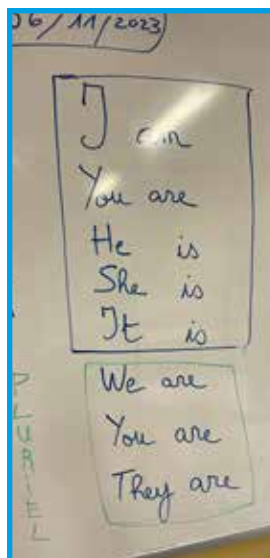 06/11/2023
I am
You are
He is
She is
It is
We are
You are
They are
PLURIEL